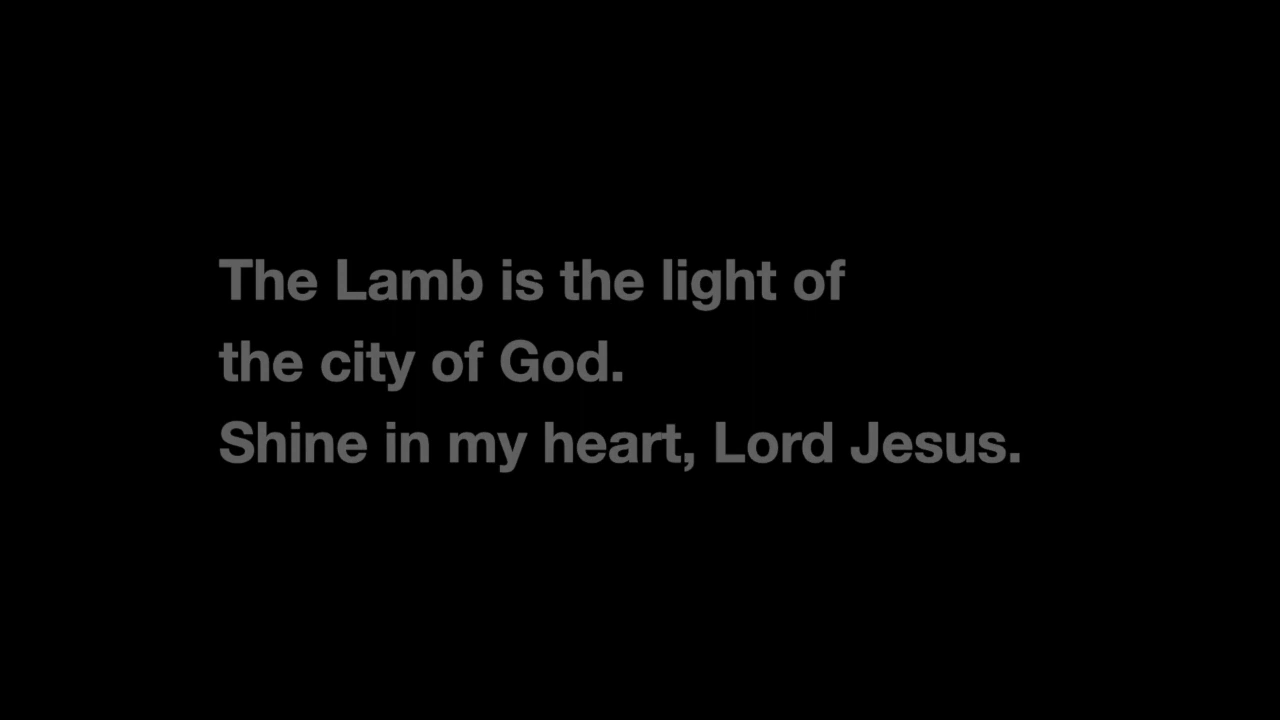 The Lamb is the light of
the city of God.
Shine in my heart, Lord Jesus.